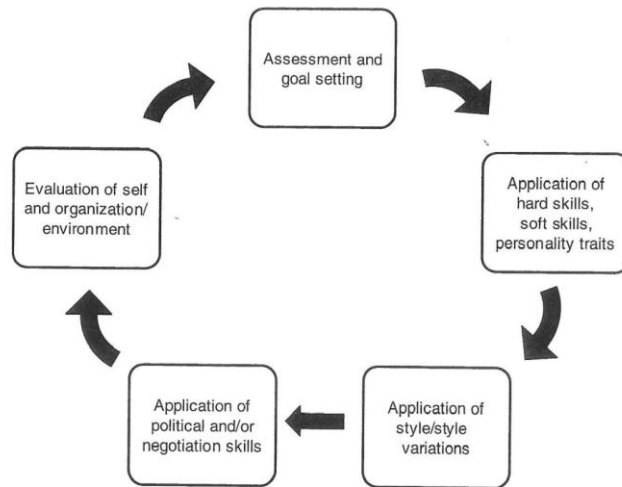 Assessment and
goal setting
Application of
hard skills,
soft skills,
personality traits
Application of
style/style
variations
Application of
political and/or
negotiation skills
Evaluation of self
and organization/
environment